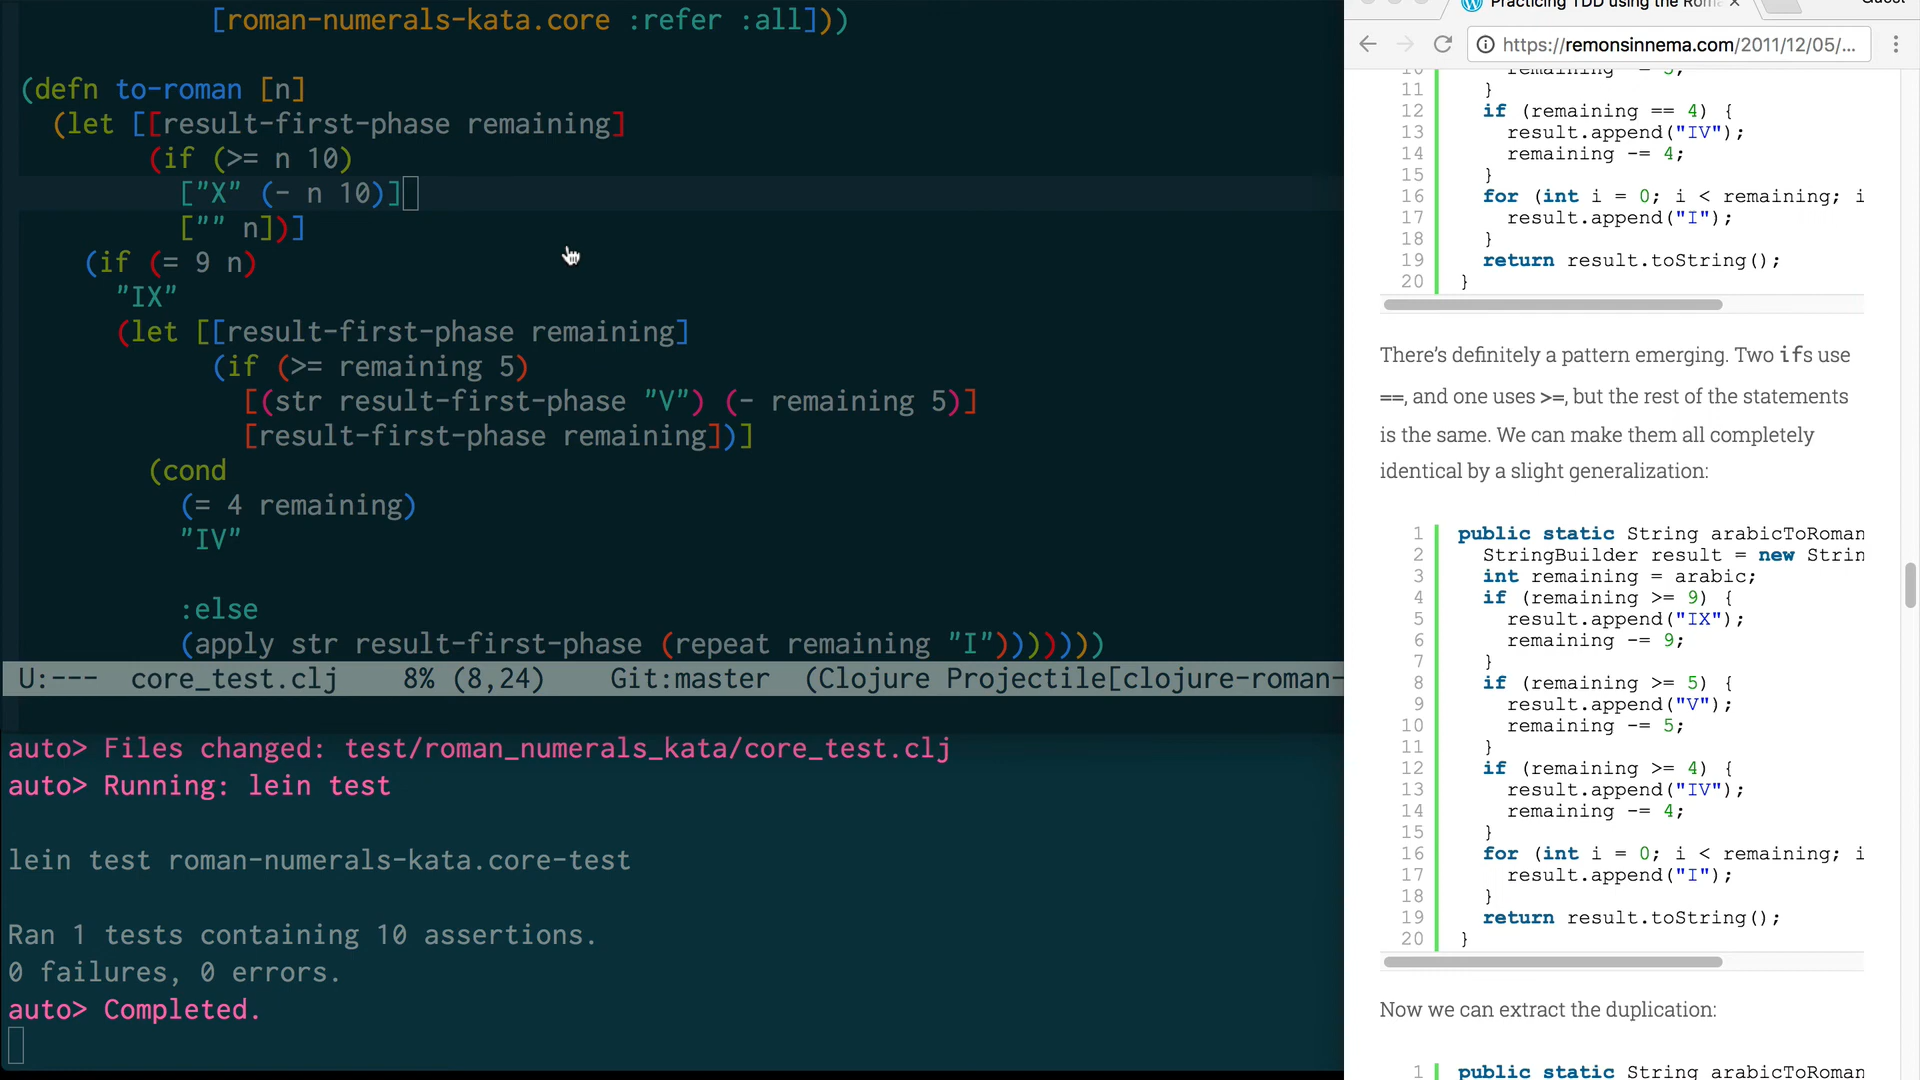 [roman-numerals-kata.core :refer :all]))
(defn to-roman [n]
(let [[result-first-phase remaining]
(if (>= n 10)
["X" (- n 10)]
["" n])]
(if (= 9 n)
"IX"
(let [[result-first-phase remaining]
(if (>= remaining 5)
[(str result-first-phase "V") (- remaining 5)]
[result-first-phase remaining])]
(cond
(= 4 remaining)
"IV"
:else
(apply str result-first-phase (repeat remaining "I")))))))
U:--- core_test.clj 8% (8,24) Git:master (Clojure Projectile[clojure-roman-
auto> Files changed: test/roman_numerals_kata/core_test.clj
auto> Running: lein test
lein test roman-numerals-kata.core-test
Ran 1 tests containing 10 assertions.
0 failures, 0 errors.
auto> Completed.
Practicing TDD using the Roma
Guest
https://remonsinnema.com/2011/12/05/...
10 remaining -= 5;
11 }
12 if (remaining == 4) {
13 result.append("IV");
14 remaining -= 4;
15 }
16 for (int i = 0; i < remaining; i
17 result.append("I");
18 }
19 return result.toString();
20 }
There's definitely a pattern emerging. Two ifs use
==, and one uses >=, but the rest of the statements
is the same. We can make them all completely
identical by a slight generalization:
1 public static String arabicToRoman
2 StringBuilder result = new Strin
3 int remaining = arabic;
4 if (remaining >= 9) {
5 result.append("IX");
6 remaining -= 9;
7 }
8 if (remaining >= 5) {
9 result.append("V");
10 remaining -= 5;
11 }
12 if (remaining >= 4) {
13 result.append("IV");
14 remaining -= 4;
15 }
16 for (int i = 0; i < remaining; i
17 result.append("I");
18 }
19 return result.toString();
20 }
Now we can extract the duplication:
1 public static String arabicToRoman